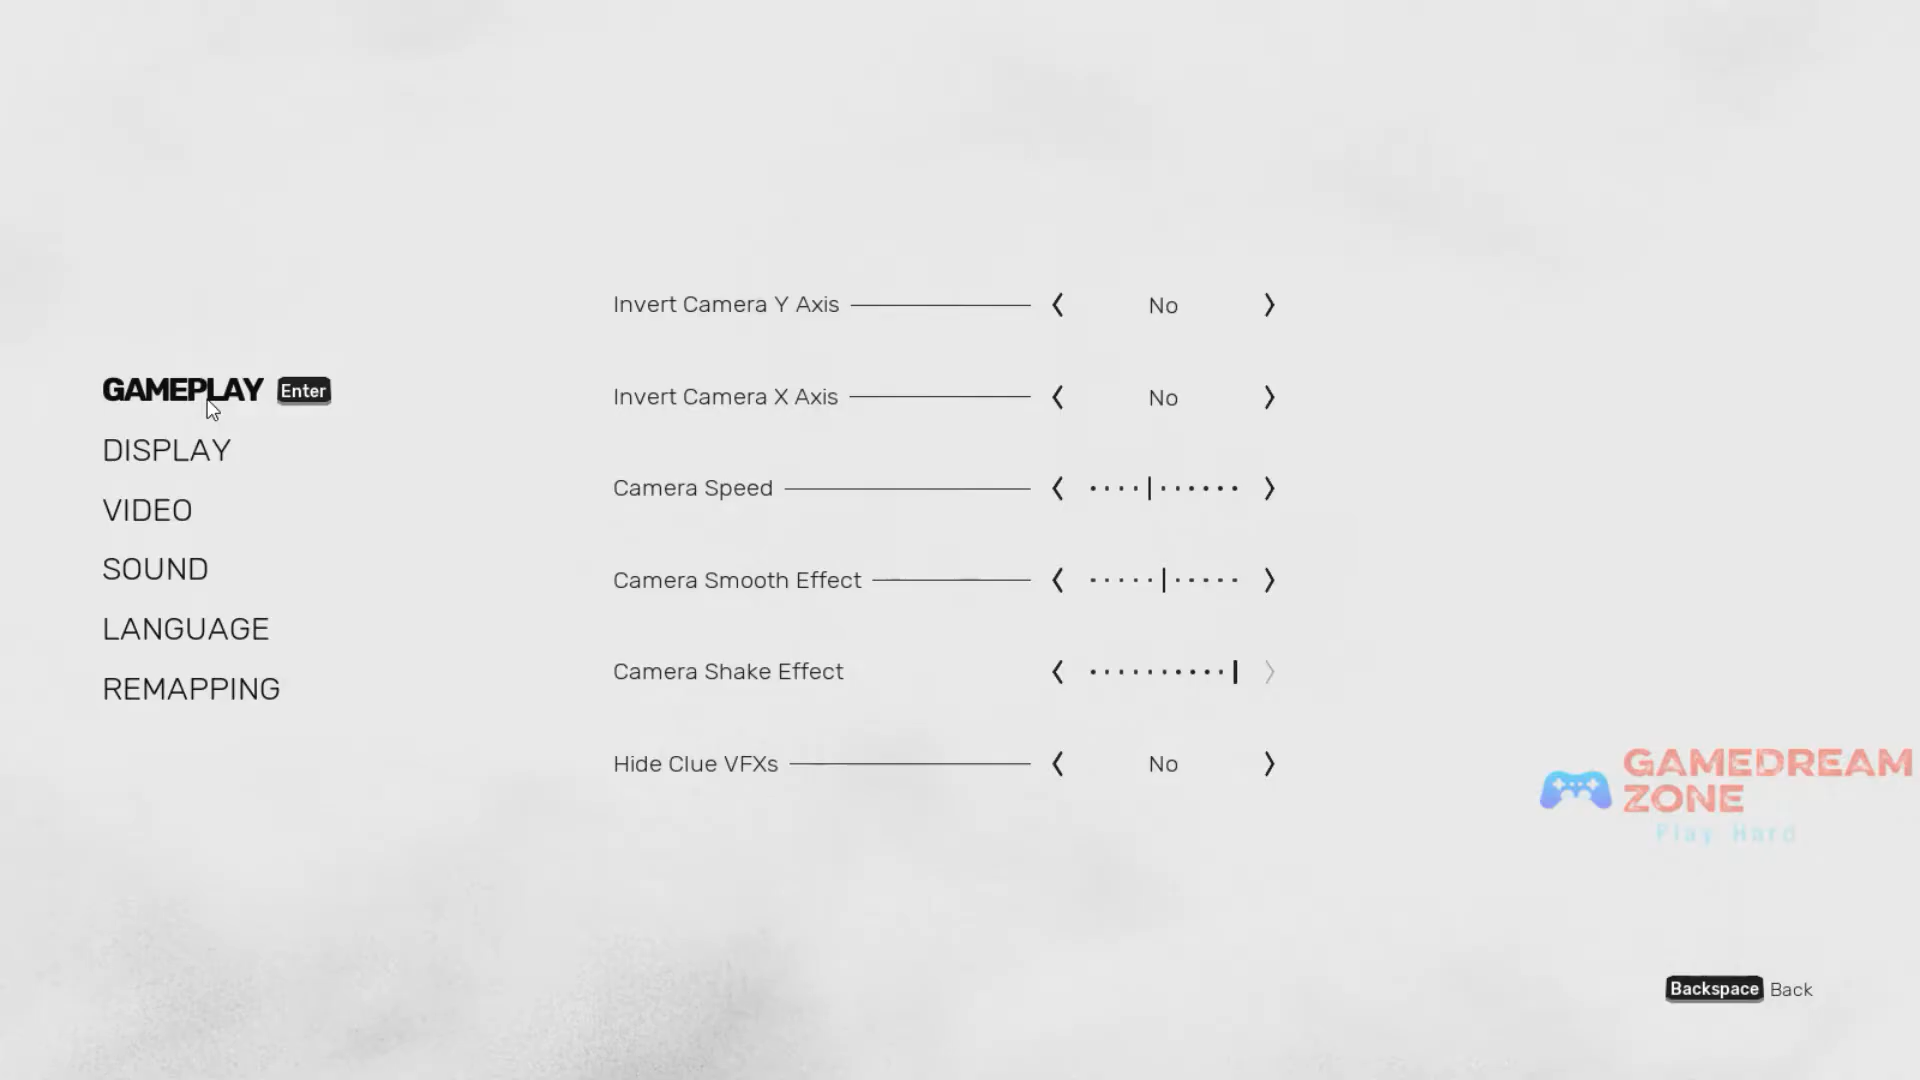 GAMEPLAY Enter
DISPLAY
VIDEO
SOUND
LANGUAGE
REMAPPING
Invert Camera Y Axis No
Invert Camera X Axis No
Camera Speed
Camera Smooth Effect
Camera Shake Effect
Hide Clue VFXs No
GAMEDREAM
ZONE
Play Hard
Backspace Back